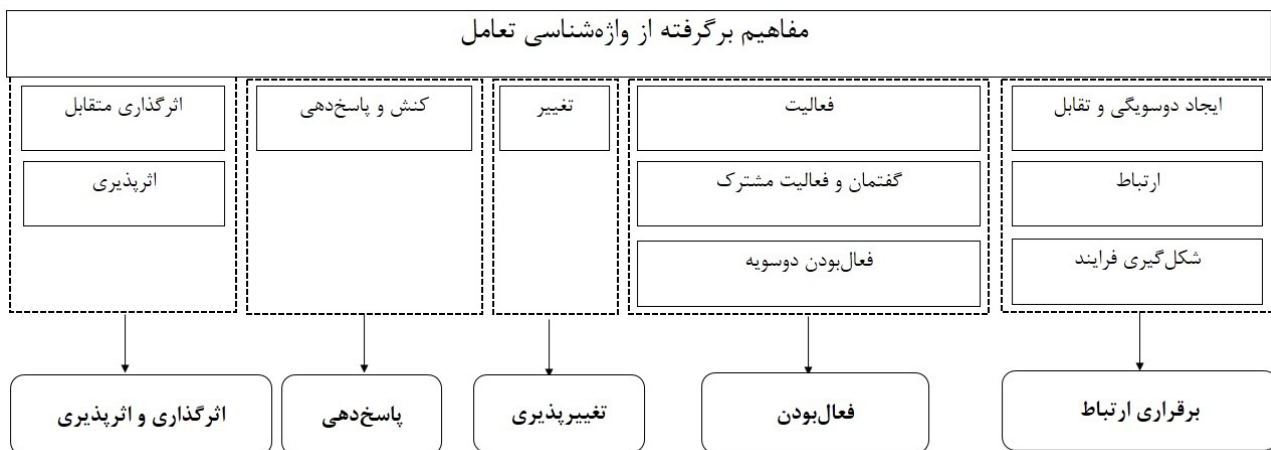 مفاهیم برگرفته از واژه‌شناسی تعامل
ایجاد دوسویگی و تقابل
ارتباط
شکل‌گیری فرایند
فعالیت
گفتمان و فعالیت مشترک
فعال‌بودن دوسویه
تغییر
کنش و پاسخ‌دهی
اثرگذاری متقابل
اثرپذیری
برقراری ارتباط
فعال‌بودن
تغییرپذیری
پاسخ‌دهی
اثرگذاری و اثرپذیری